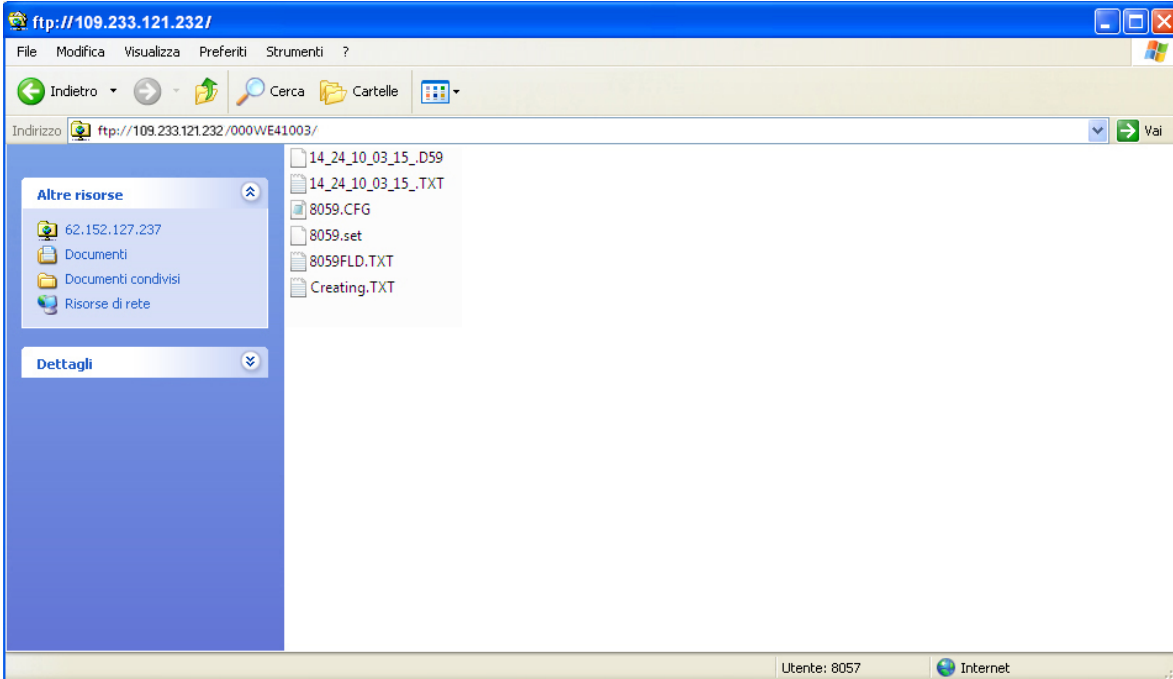 ftp://109.233.121.232/
File Modifica Visualizza Preferiti Strumenti ?
Indietro Cerca Cartelle
Indirizzo ftp://109.233.121.232/000WE41003/ Vai
Altre risorse
62.152.127.237
Documenti
Documenti condivisi
Risorse di rete
Dettagli
14_24_10_03_15_.D59
14_24_10_03_15_.TXT
8059.CFG
8059.set
8059FLD.TXT
Creating.TXT
Utente: 8057 Internet